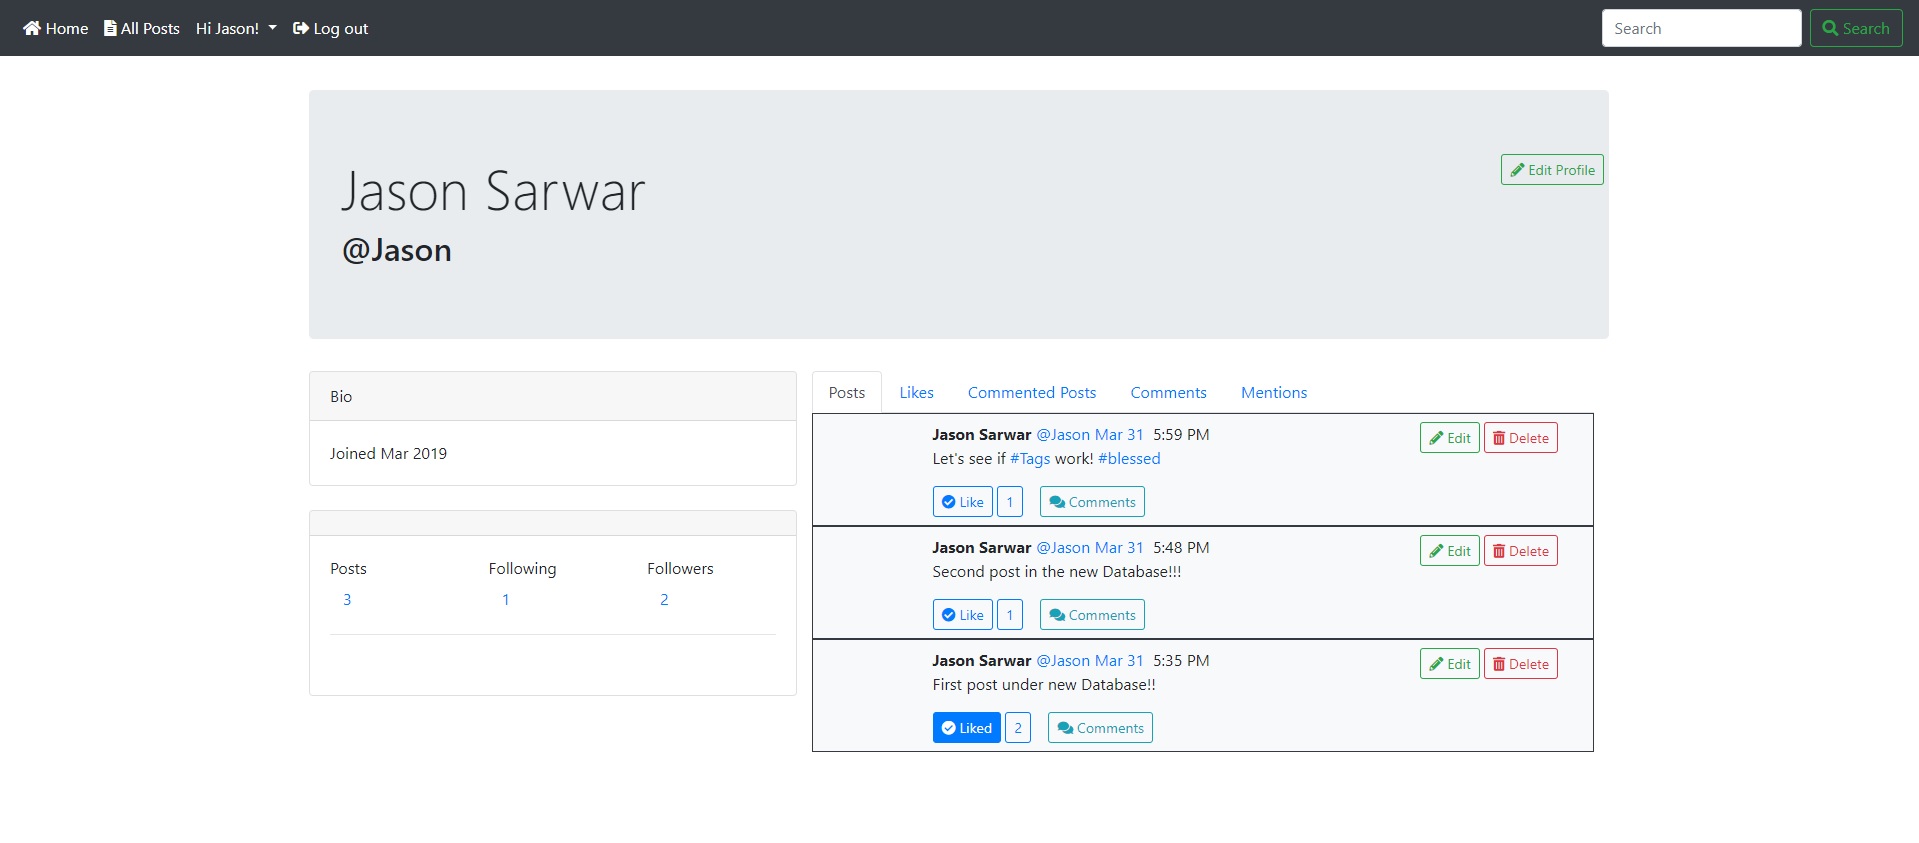 Home All Posts Hi Jason! Log out Search Search
Jason Sarwar
@Jason
Edit Profile
Bio
Joined Mar 2019
Posts Following Followers
3 1 2
Posts Likes Commented Posts Comments Mentions
Jason Sarwar @Jason Mar 31 5:59 PM Edit Delete
Let's see if #Tags work! #blessed
Like 1 Comments
Jason Sarwar @Jason Mar 31 5:48 PM Edit Delete
Second post in the new Database!!!
Like 1 Comments
Jason Sarwar @Jason Mar 31 5:35 PM Edit Delete
First post under new Database!!
Liked 2 Comments